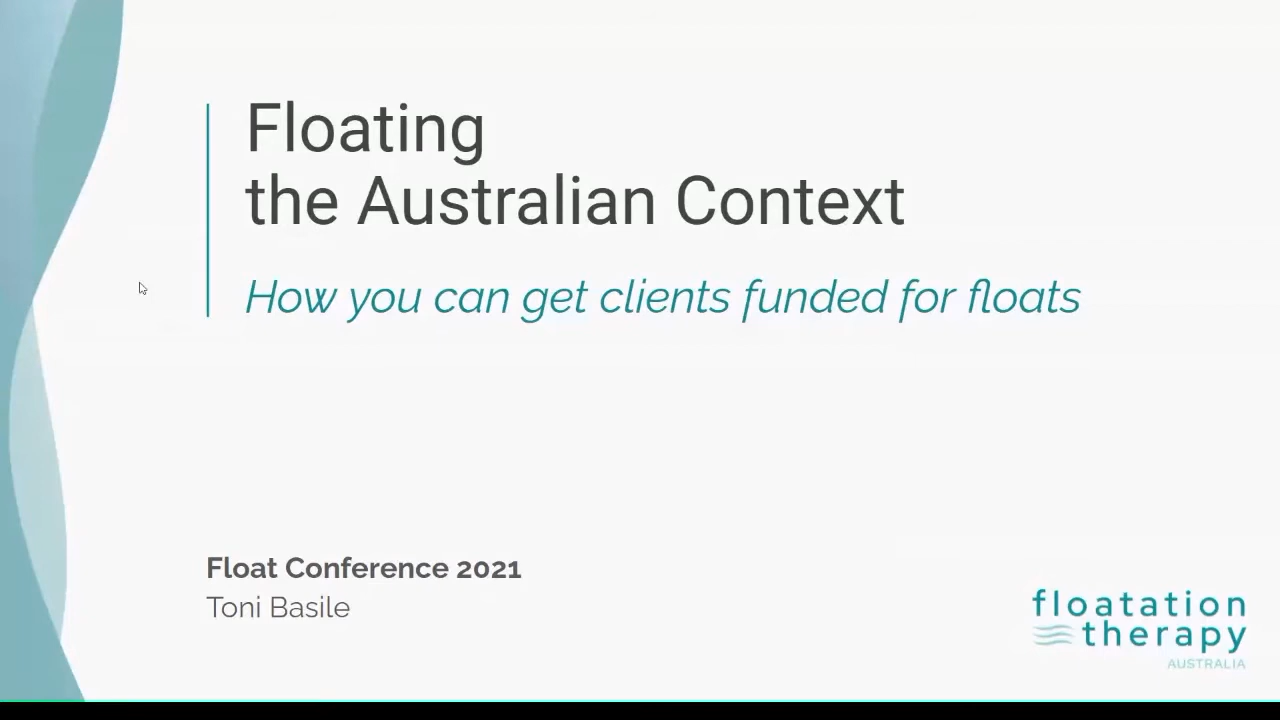 Floating
the Australian Context
How you can get clients funded for floats
Float Conference 2021
Toni Basile
floatation
therapy
AUSTRALIA